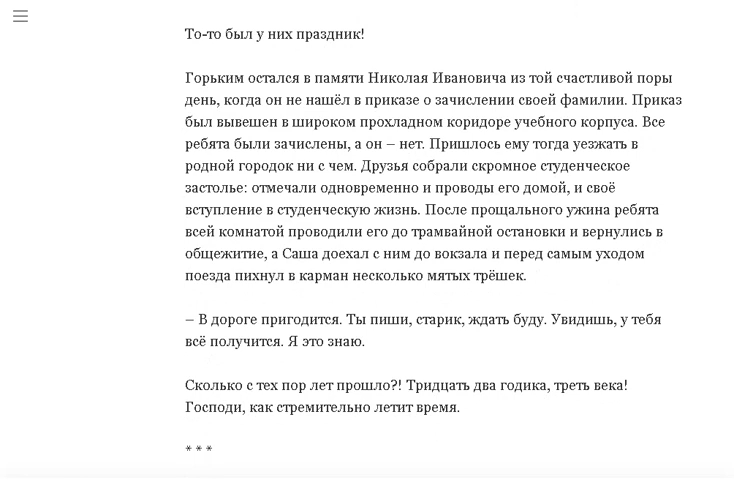 То-то был у них праздник!
Горьким остался в памяти Николая Ивановича из той счастливой поры
день, когда он не нашёл в приказе о зачислении своей фамилии. Приказ
был вывешен в широком прохладном коридоре учебного корпуса. Все
ребята были зачислены, а он – нет. Пришлось ему тогда уезжать в
родной городок ни с чем. Друзья собрали скромное студенческое
застолье: отмечали одновременно и проводы его домой, и своё
вступление в студенческую жизнь. После прощального ужина ребята
всей комнатой проводили его до трамвайной остановки и вернулись в
общежитие, а Саша доехал с ним до вокзала и перед самым уходом
поезда пихнул в карман несколько мятых трёшек.
– В дороге пригодится. Ты пиши, старик, ждать буду. Увидишь, у тебя
всё получится. Я это знаю.
Сколько с тех пор лет прошло?! Тридцать два годика, треть века!
Господи, как стремительно летит время.
* * *